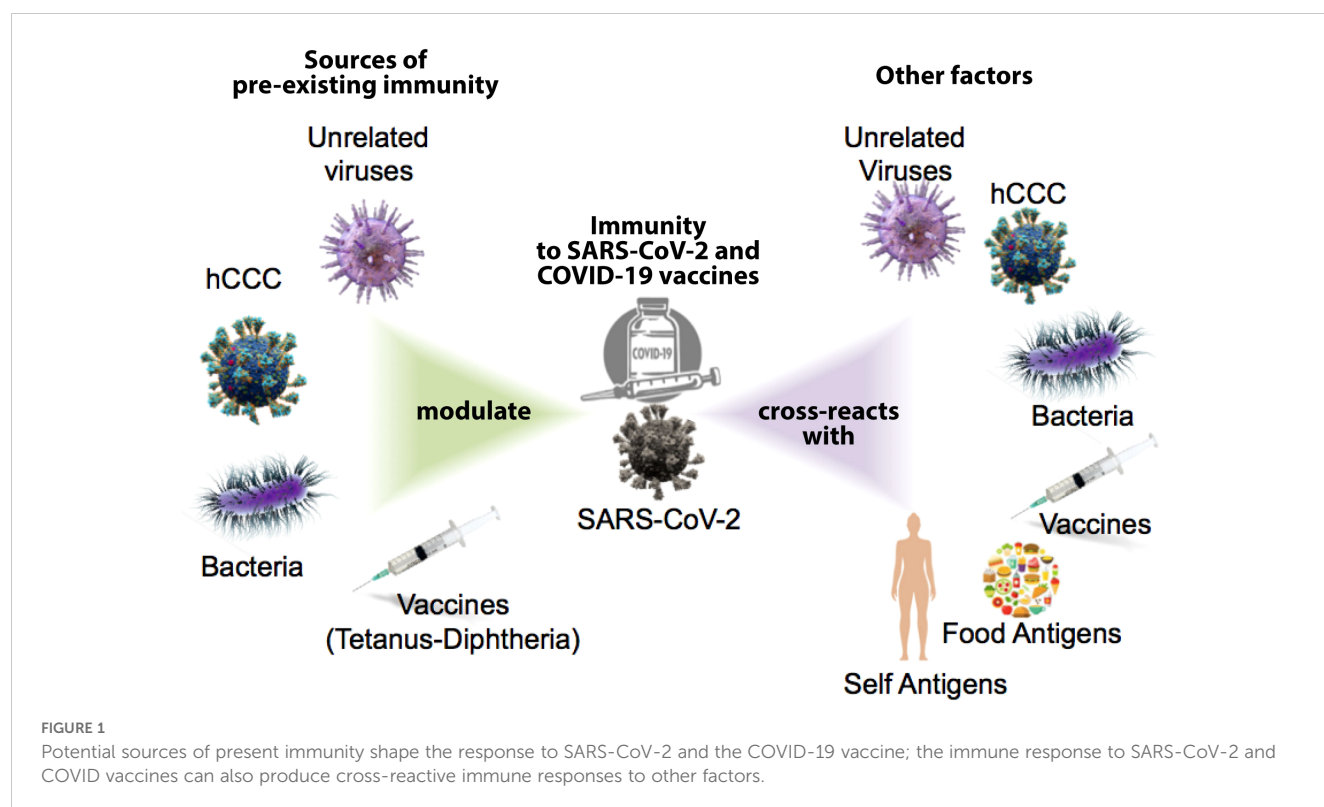 Sources of
pre-existing immunity
Unrelated
viruses
hCCC
Bacteria
Vaccines
(Tetanus-Diphtheria)
modulate
Immunity
to SARS-CoV-2 and
COVID-19 vaccines
COVID-19
SARS-CoV-2
cross-reacts
with
Other factors
Unrelated
Viruses
hCCC
Bacteria
Vaccines
Food Antigens
Self Antigens
FIGURE 1
Potential sources of present immunity shape the response to SARS-CoV-2 and the COVID-19 vaccine; the immune response to SARS-CoV-2 and
COVID vaccines can also produce cross-reactive immune responses to other factors.